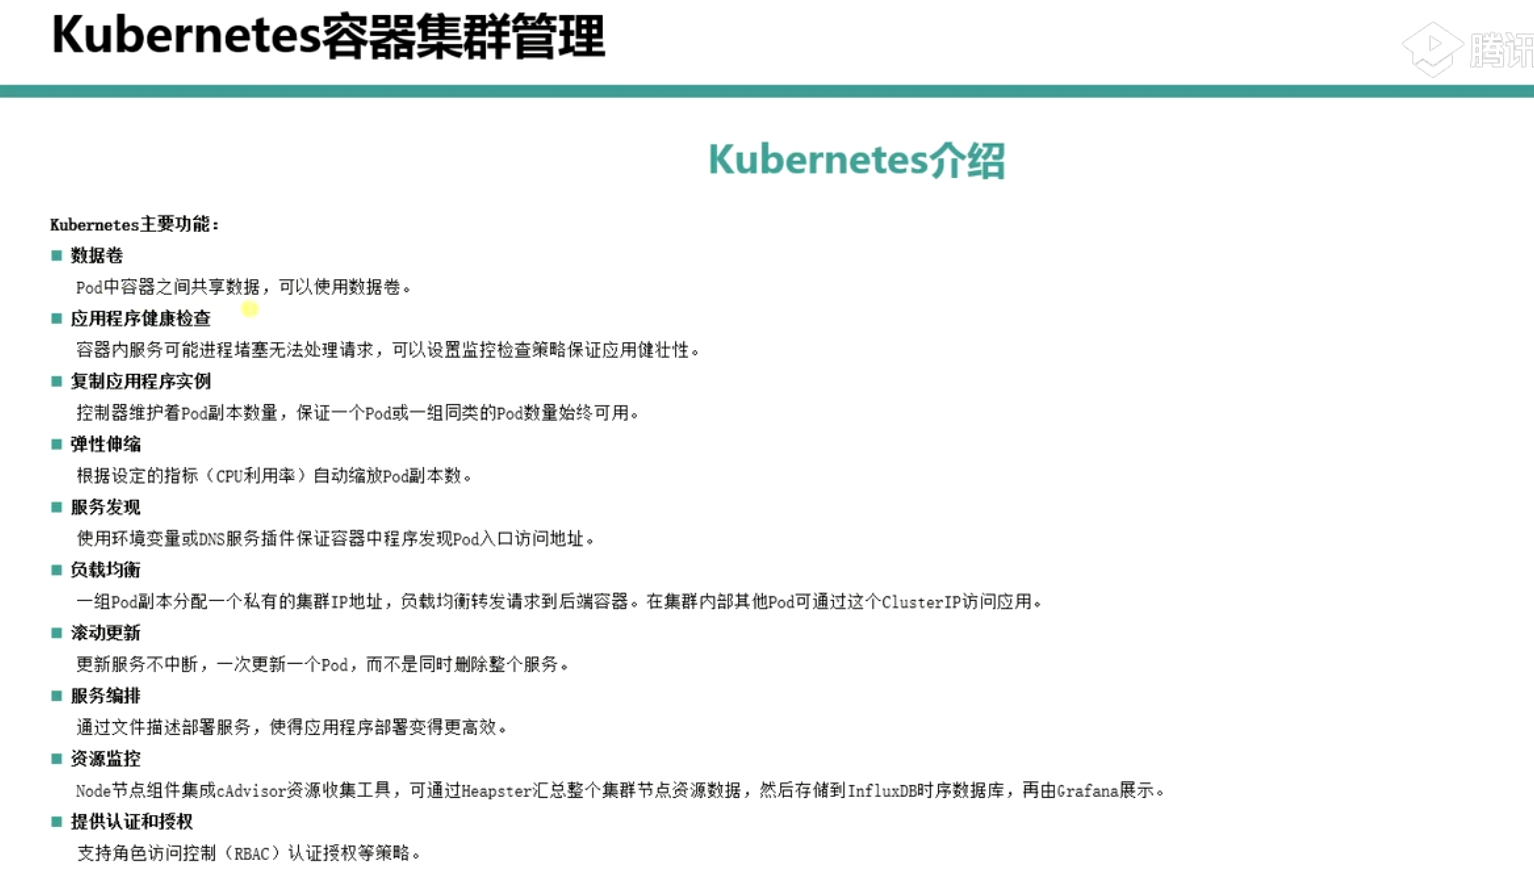 Kubernetes容器集群管理
腾讯
Kubernetes介绍
Kubernetes主要功能：
数据卷
Pod中容器之间共享数据，可以使用数据卷。
应用程序健康检查
容器内服务可能进程堵塞无法处理请求，可以设置监控检查策略保证应用健壮性。
复制应用程序实例
控制器维护着Pod副本数量，保证一个Pod或一组同类的Pod数量始终可用。
弹性伸缩
根据设定的指标（CPU利用率）自动缩放Pod副本数。
服务发现
使用环境变量或DNS服务插件保证容器中程序发现Pod入口访问地址。
负载均衡
一组Pod副本分配一个私有的集群IP地址，负载均衡转发请求到后端容器。在集群内部其他Pod可通过这个ClusterIP访问应用。
滚动更新
更新服务不中断，一次更新一个Pod，而不是同时删除整个服务。
服务编排
通过文件描述部署服务，使得应用程序部署变得更高效。
资源监控
Node节点组件集成cAdvisor资源收集工具，可通过Heapster汇总整个集群节点资源数据，然后存储到InfluxDB时序数据库，再由Grafana展示。
提供认证和授权
支持角色访问控制（RBAC）认证授权等策略。